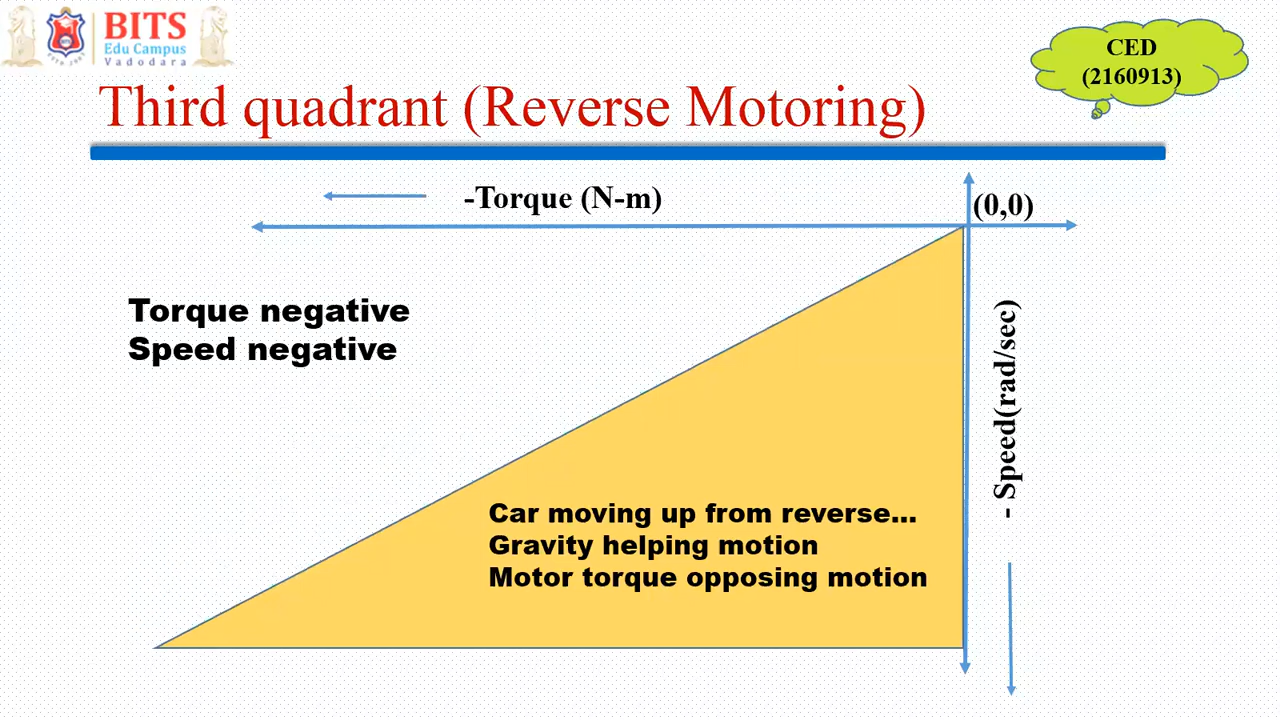 BITS
Edu Campus
Vadodara
CED
(2160913)
Third quadrant (Reverse Motoring)
-Torque (N-m)
(0,0)
Torque negative
Speed negative
- Speed(rad/sec)
Car moving up from reverse...
Gravity helping motion
Motor torque opposing motion